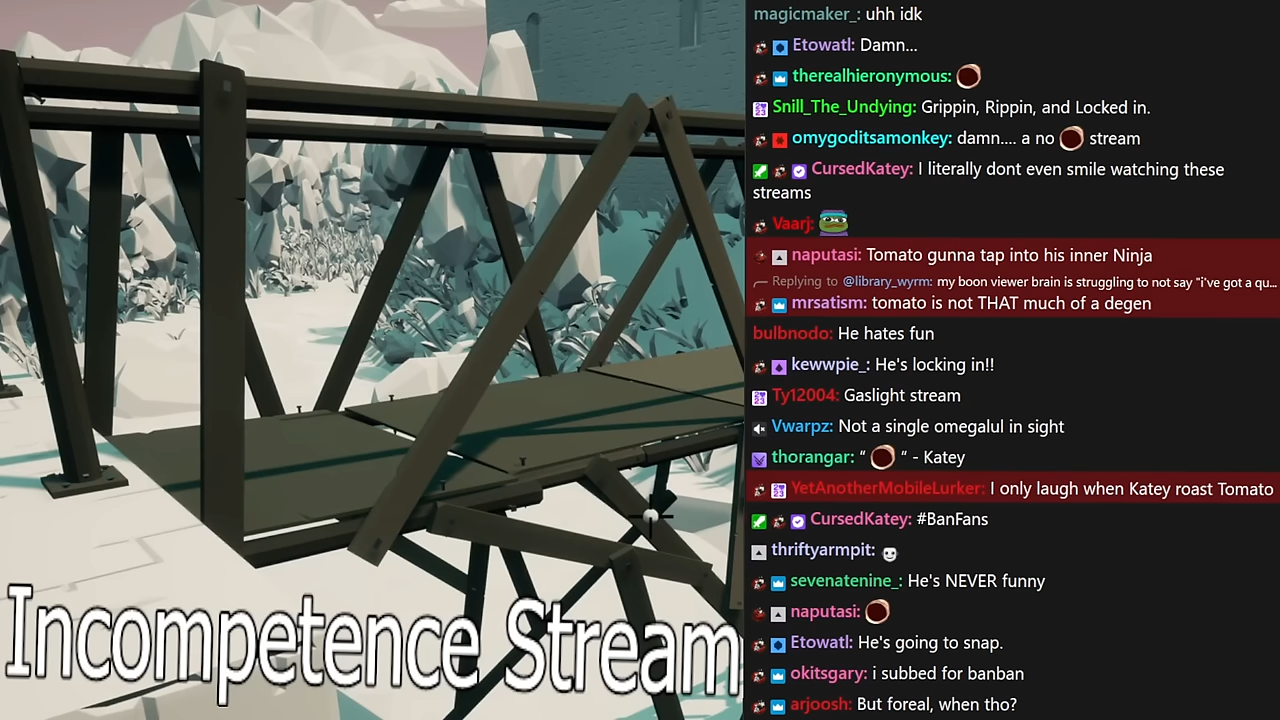 Incompetence Stream
magicmaker_: uhh idk
Etowatl: Damn...
therealhieronymous:
Snill_The_Undying: Grippin, Rippin, and Locked in.
omygoditsamonkey: damn.... a no stream
CursedKatey: I literally dont even smile watching these
streams
Vaarj:
naputasi: Tomato gunna tap into his inner Ninja
Replying to @library_wyrm: my boon viewer brain is struggling to not say "i've got a qu...
mrsatism: tomato is not THAT much of a degen
bulbnodo: He hates fun
kewwpie_: He's locking in!!
Ty12004: Gaslight stream
Vwarpz: Not a single omegalul in sight
thorangar: “ “ - Katey
YetAnotherMobileLurker: I only laugh when Katey roast Tomato
CursedKatey: #BanFans
thriftyarmpit:
sevenatenine_: He's NEVER funny
naputasi:
Etowatl: He's going to snap.
okitsgary: i subbed for banban
arjoosh: But foreal, when tho?